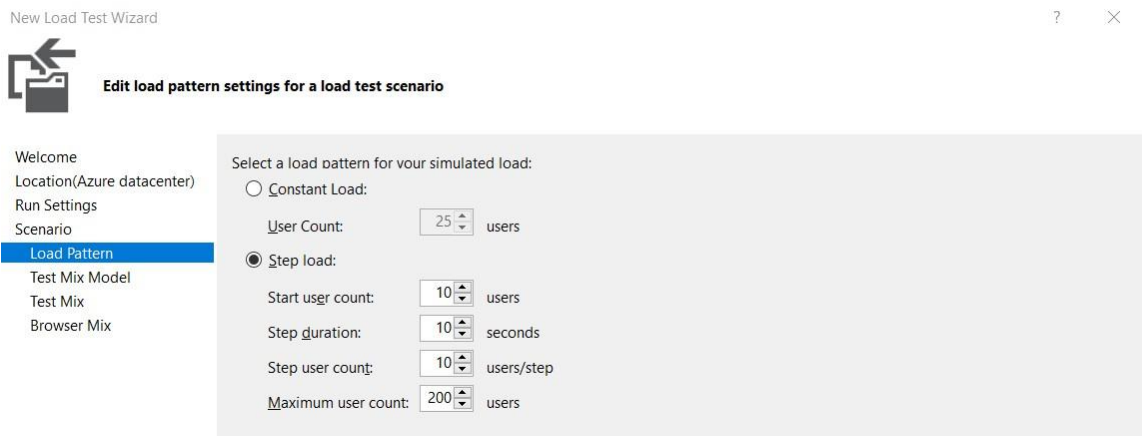 New Load Test Wizard ? ×
Edit load pattern settings for a load test scenario
Welcome
Location(Azure datacenter)
Run Settings
Scenario
Load Pattern
Test Mix Model
Test Mix
Browser Mix
Select a load pattern for your simulated load:
Constant Load:
User Count: 25 users
Step load:
Start user count: 10 users
Step duration: 10 seconds
Step user count: 10 users/step
Maximum user count: 200 users